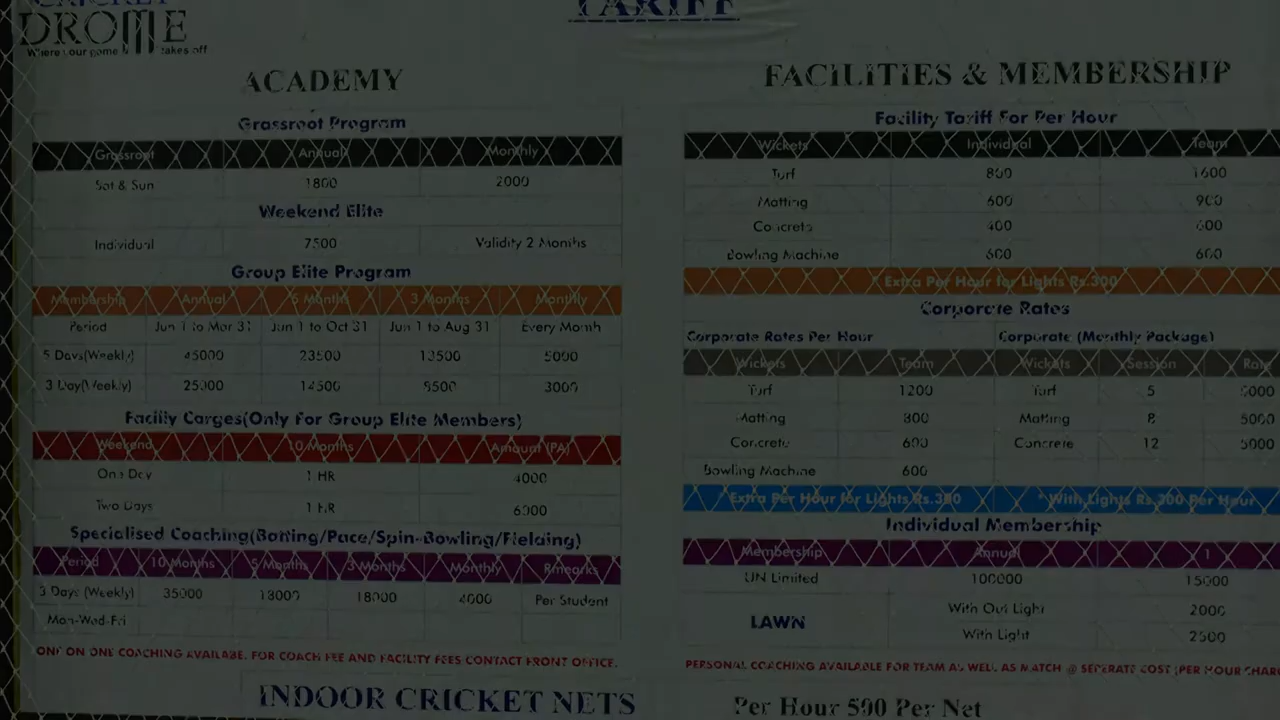 CRICKET
TARIFF
DROME
Where your game takes off
ACADEMY
Grassroot Program
Grassroot Annual Monthly
Sat & Sun 1800 2000
Weekend Elite
Individual 7500 Validity 2 Months
Group Elite Program
Membership Annual 5 Months 3 Months Monthly
Period Jun 1 to Mar 31 Jun 1 to Oct 31 Jun 1 to Aug 31 Every Month
5 Days(Weekly) 45000 23500 13500 5000
3 Day(Weekly) 25000 14500 9500 3000
Faciliy Carges(Only For Group Elite Members)
Weekend 10 Months Amount (PA)
One Day 1 HR 4000
Two Days 1 HR 6000
Specialised Coaching(Batting/Pace/Spin-Bowling/Fielding)
Period 10 Months 5 Months 3 Months Monthly Rmearks
3 Days (Weekly) 35000 18000 4000 Per Student
Mon-Wed-Fri
ONE ON ONE COACHING AVAILABE. FOR COACH FEE AND FACILITY FEES CONTACT FRONT OFFICE.
INDOOR CRICKET NETS
FACILITIES & MEMBERSHIP
Facility Tariff For Per Hour
Wickets Individual Team
Turf 800 1600
Matting 600 900
Concrete 400 600
Bowling Machine 600 600
* Extra Per Hour for Lights Rs.300
Corporate Rates
Corporate Rates Per Hour Corporate (Monthly Package)
Wickets Team Wickets Session
Turf 1200 Turf 5
Matting 800 Matting 8 5000
Concrete 600 Concrete 12 5000
Bowling Machine 600
* Extra Per Hour for Lights Rs.300 * With Lights Rs.300 Per Hour
Individual Membership
Membership Annual 1
UN Limited 100000 15000
LAWN
With Out Light 2000
With Light 2500
PERSONAL COACHING AVAILABLE FOR TEAM AS WELL AS MATCH @ SEPERATE COST (PER HOUR
Per Hour 500 Per Net